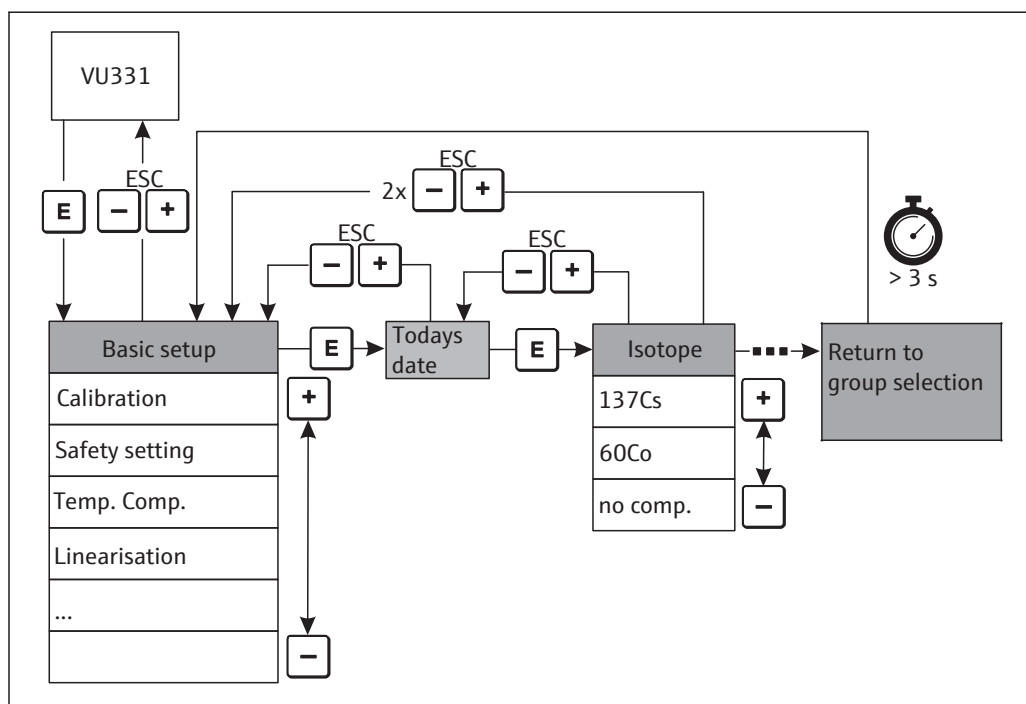 VU331
E
ESC
− +
2x
ESC
− +
ESC
− +
ESC
− +
> 3 s
Basic setup
E
Todays
date
E
Isotope
Return to
group selection
Calibration
Safety setting
Temp. Comp.
Linearisation
...
+
−
137Cs
60Co
no comp.
+
−